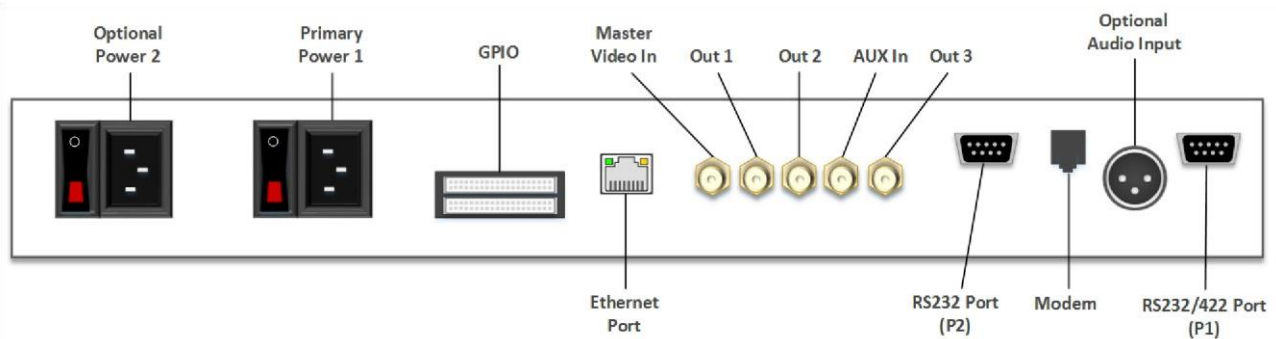 Optional
Power 2
Primary
Power 1
GPIO
Master
Video In
Out 1
Out 2
AUX In
Out 3
Optional
Audio Input
Ethernet
Port
RS232 Port
(P2)
Modem
RS232/422 Port
(P1)